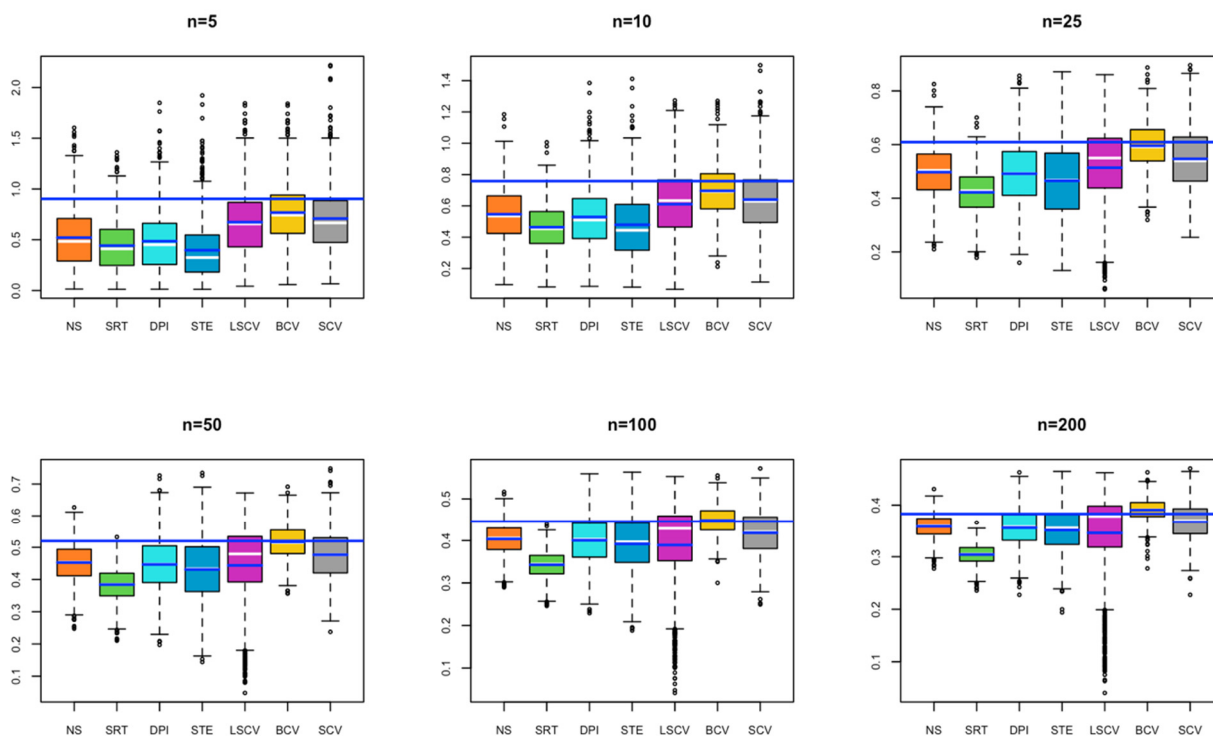 n=5
n=10
n=25
2.0
1.5
1.0
0.5
0.0
NS SRT DPI STE LSCV BCV SCV
1.4
1.2
1.0
0.8
0.6
0.4
0.2
NS SRT DPI STE LSCV BCV SCV
0.8
0.6
0.4
0.2
NS SRT DPI STE LSCV BCV SCV
n=50
n=100
n=200
0.7
0.6
0.5
0.4
0.3
0.2
0.1
NS SRT DPI STE LSCV BCV SCV
0.5
0.4
0.3
0.2
0.1
NS SRT DPI STE LSCV BCV SCV
0.4
0.3
0.2
0.1
NS SRT DPI STE LSCV BCV SCV